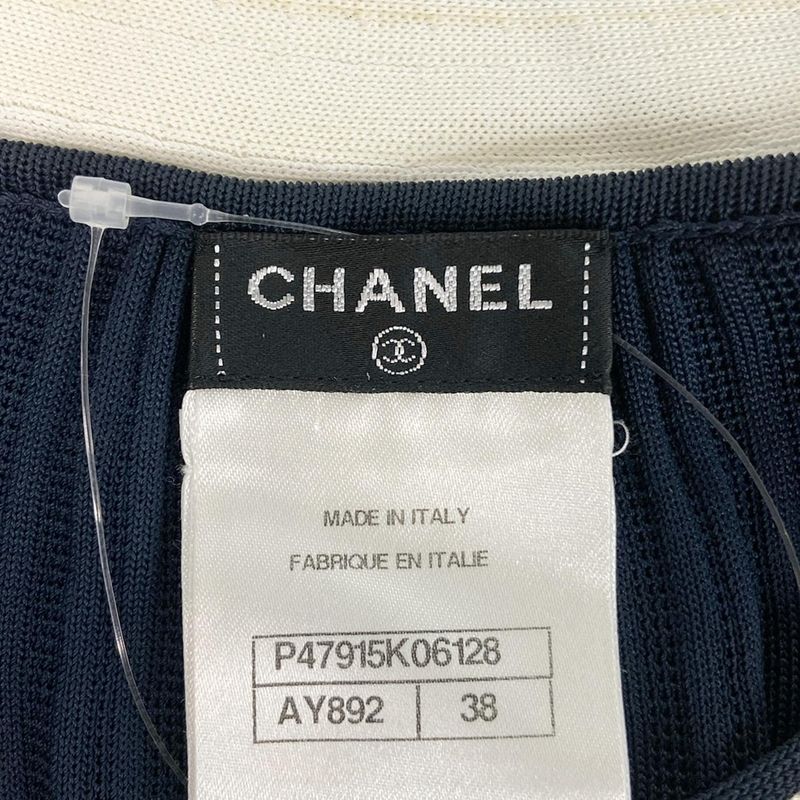 CHANEL
MADE IN ITALY
FABRIQUE EN ITALIE
P47915K06128
AY892 38